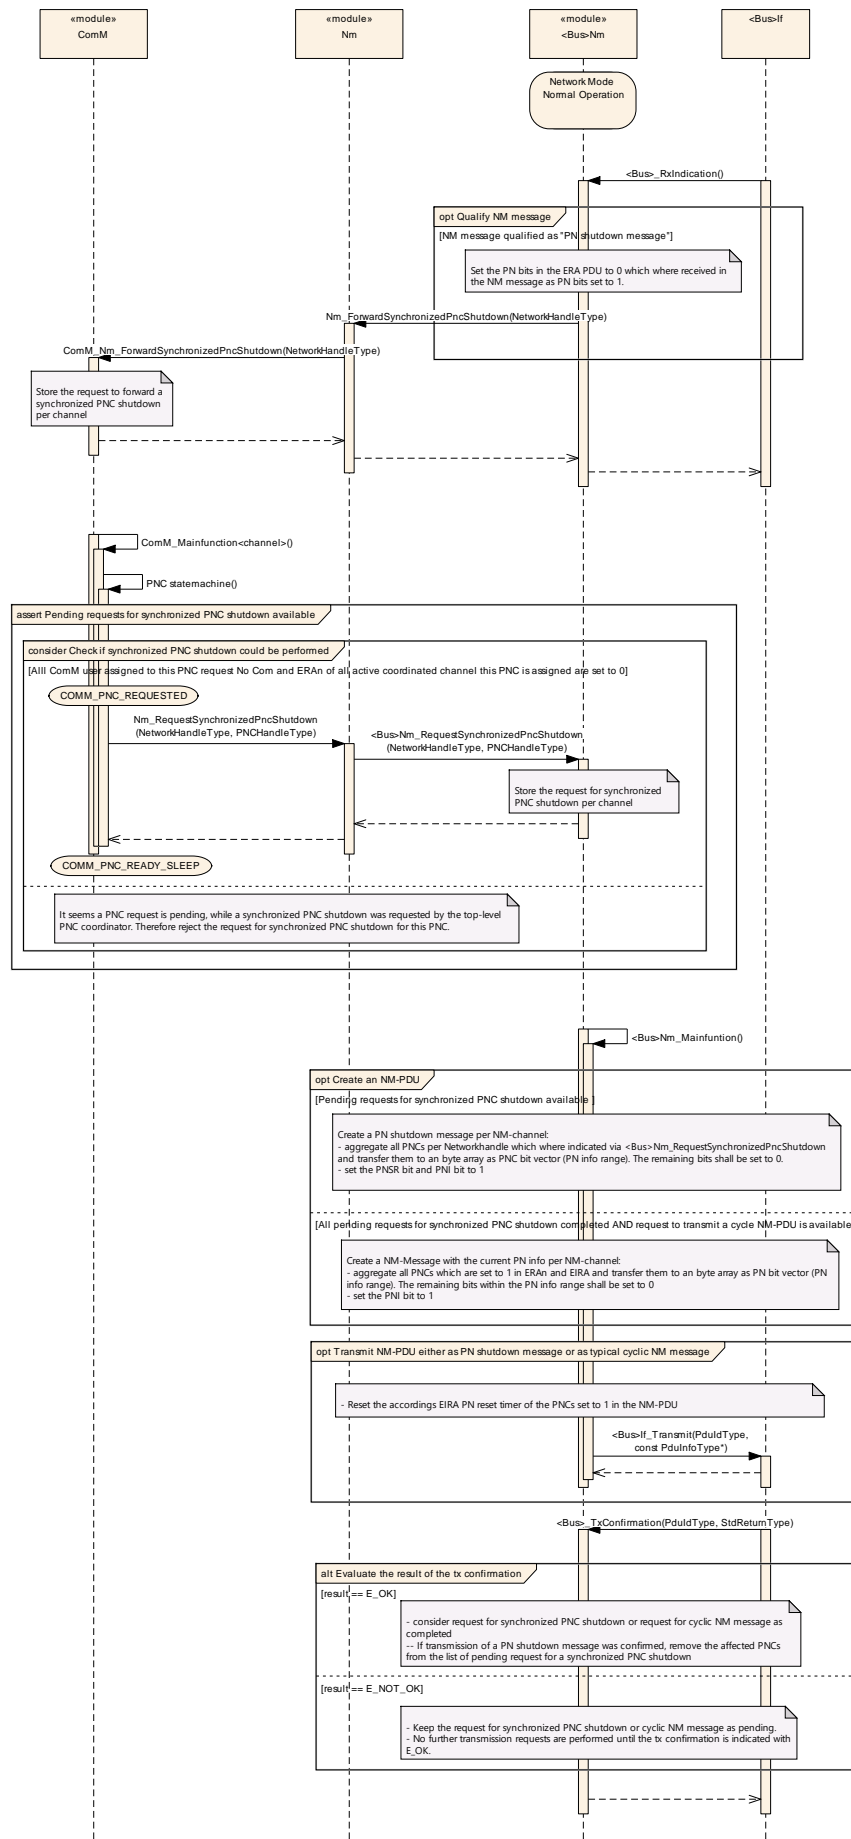 «module»
ComM
«module»
Nm
«module»
<Bus>Nm
<Bus>If
Network Mode
Normal Operation
<Bus>_RxIndication()
opt Qualify NM message
[NM message qualified as "PN shutdown message"]
Set the PN bits in the ERA PDU to 0 which where received in
the NM message as PN bits set to 1.
Nm_ForwardSynchronizedPncShutdown(NetworkHandleType)
ComM_Nm_ForwardSynchronizedPncShutdown(NetworkHandleType)
Store the request to forward a
synchronized PNC shutdown
per channel
ComM_Mainfunction<channel>()
PNC statemachine()
assert Pending requests for synchronized PNC shutdown available
consider Check if synchronized PNC shutdown could be performed
[Alll ComM user assigned to this PNC request No Com and ERAn of all active coordinated channel this PNC is assigned are set to 0]
COMM_PNC_REQUESTED
Nm_RequestSynchronizedPncShutdown
(NetworkHandleType, PNCHandleType)
<Bus>Nm_RequestSynchronizedPncShutdown
(NetworkHandleType, PNCHandleType)
Store the request for synchronized
PNC shutdown per channel
COMM_PNC_READY_SLEEP
It seems a PNC request is pending, while a synchronized PNC shutdown was requested by the top-level
PNC coordinator. Therefore reject the request for synchronized PNC shutdown for this PNC.
<Bus>Nm_Mainfuntion()
opt Create an NM-PDU
[Pending requests for synchronized PNC shutdown available ]
Create a PN shutdown message per NM-channel:
- aggregate all PNCs per Networkhandle which where indicated via <Bus>Nm_RequestSynchronizedPncShutdown
and transfer them to an byte array as PNC bit vector (PN info range). The remaining bits shall be set to 0.
- set the PNSR bit and PNI bit to 1
[All pending requests for synchronized PNC shutdown completed AND request to transmit a cycle NM-PDU is available
Create a NM-Message with the current PN info per NM-channel:
- aggregate all PNCs which are set to 1 in ERAn and EIRA and transfer them to an byte array as PN bit vector (PN
info range). The remaining bits within the PN info range shall be set to 0
- set the PNI bit to 1
opt Transmit NM-PDU either as PN shutdown message or as typical cyclic NM message
- Reset the accordings EIRA PN reset timer of the PNCs set to 1 in the NM-PDU
<Bus>If_Transmit(PduIdType,
const PduInfoType*)
<Bus>_TxConfirmation(PduIdType, StdReturnType)
alt Evaluate the result of the tx confirmation
[result == E_OK]
- consider request for synchronized PNC shutdown or request for cyclic NM message as
completed
-- If transmission of a PN shutdown message was confirmed, remove the affected PNCs
from the list of pending request for a synchronized PNC shutdown
[result == E_NOT_OK]
- Keep the request for synchronized PNC shutdown or cyclic NM message as pending.
- No further transmission requests are performed until the tx confirmation is indicated with
E_OK.